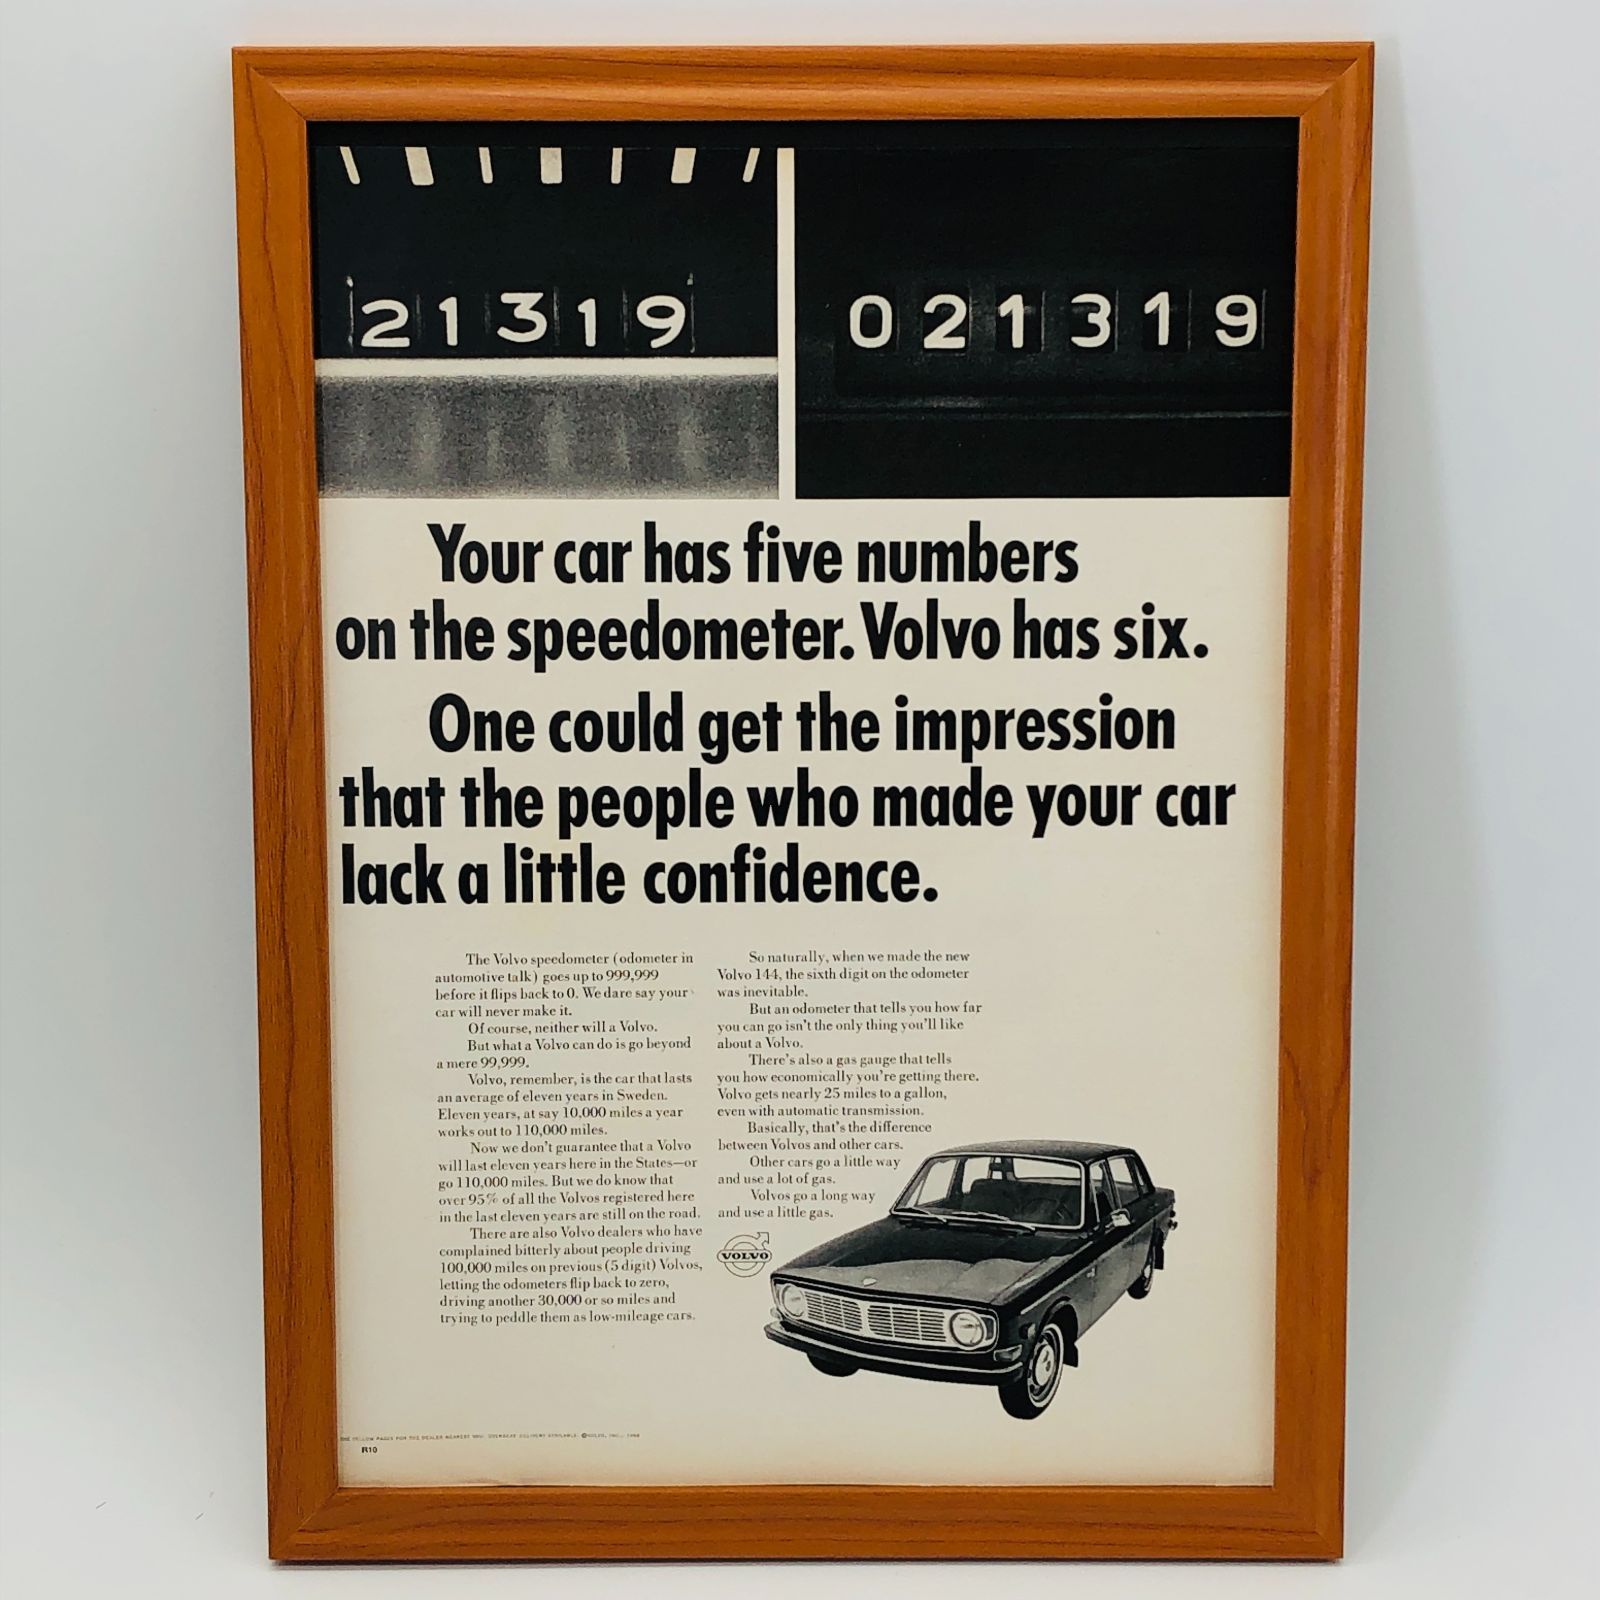 21319
021319
Your car has five numbers
on the speedometer. Volvo has six.
One could get the impression
that the people who made your car
lack a little confidence.
The Volvo speedometer (odometer in
automotive talk) goes up to 999,999
before it flips back to 0. We dare say your
car will never make it.
Of course, neither will a Volvo.
But what a Volvo can do is go beyond
a mere 99,999.
Volvo, remember, is the car that lasts
an average of eleven years in Sweden.
Eleven years, at say 10,000 miles a year
works out to 110,000 miles.
Now we don't guarantee that a Volvo
will last eleven years here in the States—or
go 110,000 miles. But we do know that
over 95% of all the Volvos registered here
in the last eleven years are still on the road.
There are also Volvo dealers who have
complained bitterly about people driving
100,000 miles on previous (5 digit) Volvos,
letting the odometers flip back to zero,
driving another 30,000 or so miles and
trying to peddle them as low-mileage cars.
So naturally, when we made the new
Volvo 144, the sixth digit on the odometer
was inevitable.
But an odometer that tells you how far
you can go isn't the only thing you'll like
about a Volvo.
There's also a gas gauge that tells
you how economically you're getting there.
Volvo gets nearly 25 miles to a gallon,
even with automatic transmission.
Basically, that's the difference
between Volvos and other cars.
Other cars go a little way
and use a lot of gas.
Volvos go a long way
and use a little gas.
VOLVO
THE YELLOW PAGES FOR THE DEALER NEAREST YOU. OVERSEAS DELIVERY AVAILABLE. ©VOLVO, INC., 1968
R10